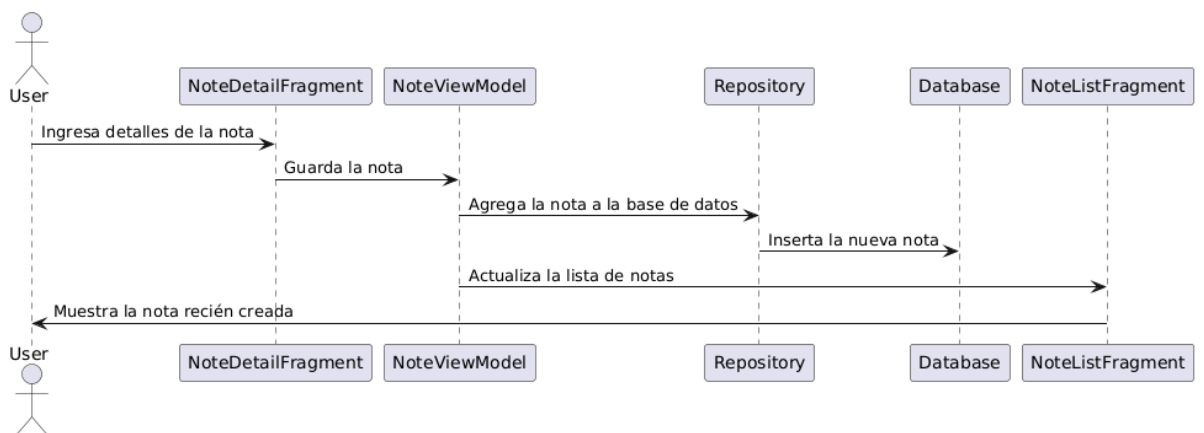 User
NoteDetailFragment
NoteViewModel
Repository
Database
NoteListFragment
Ingresa detalles de la nota
Guarda la nota
Agrega la nota a la base de datos
Inserta la nueva nota
Actualiza la lista de notas
Muestra la nota recién creada
User
NoteDetailFragment
NoteViewModel
Repository
Database
NoteListFragment